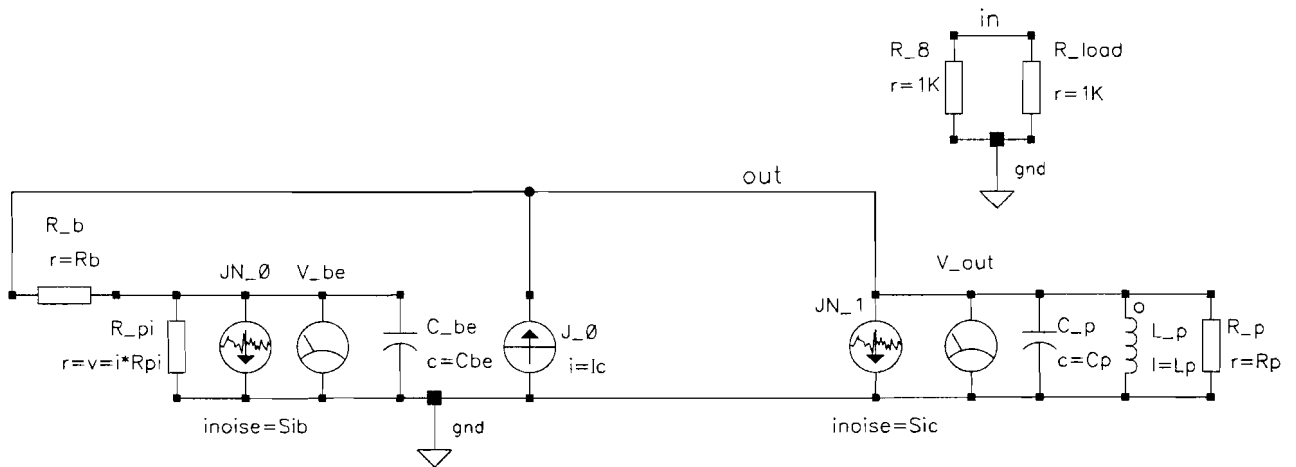 in
R_8
R_load
r=1K
r=1K
gnd
out
R_b
r=Rb
JN_0
V_be
V_out
JN_1
R_pi
C_be
J_0
C_p
L_p
R_p
r=v=i*Rpi
c=Cbe
i=Ic
c=Cp
l=Lp
r=Rp
inoise=Sib
gnd
inoise=Sic